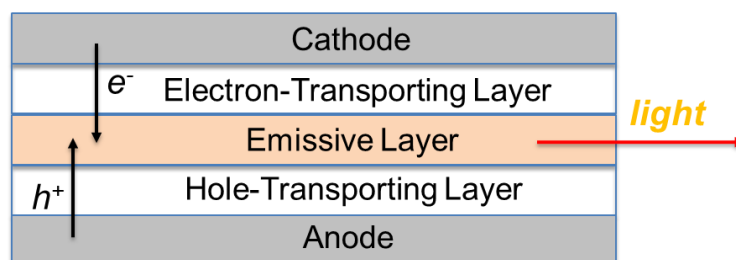 Cathode
e-
Electron-Transporting Layer
light
Emissive Layer
Hole-Transporting Layer
h+
Anode